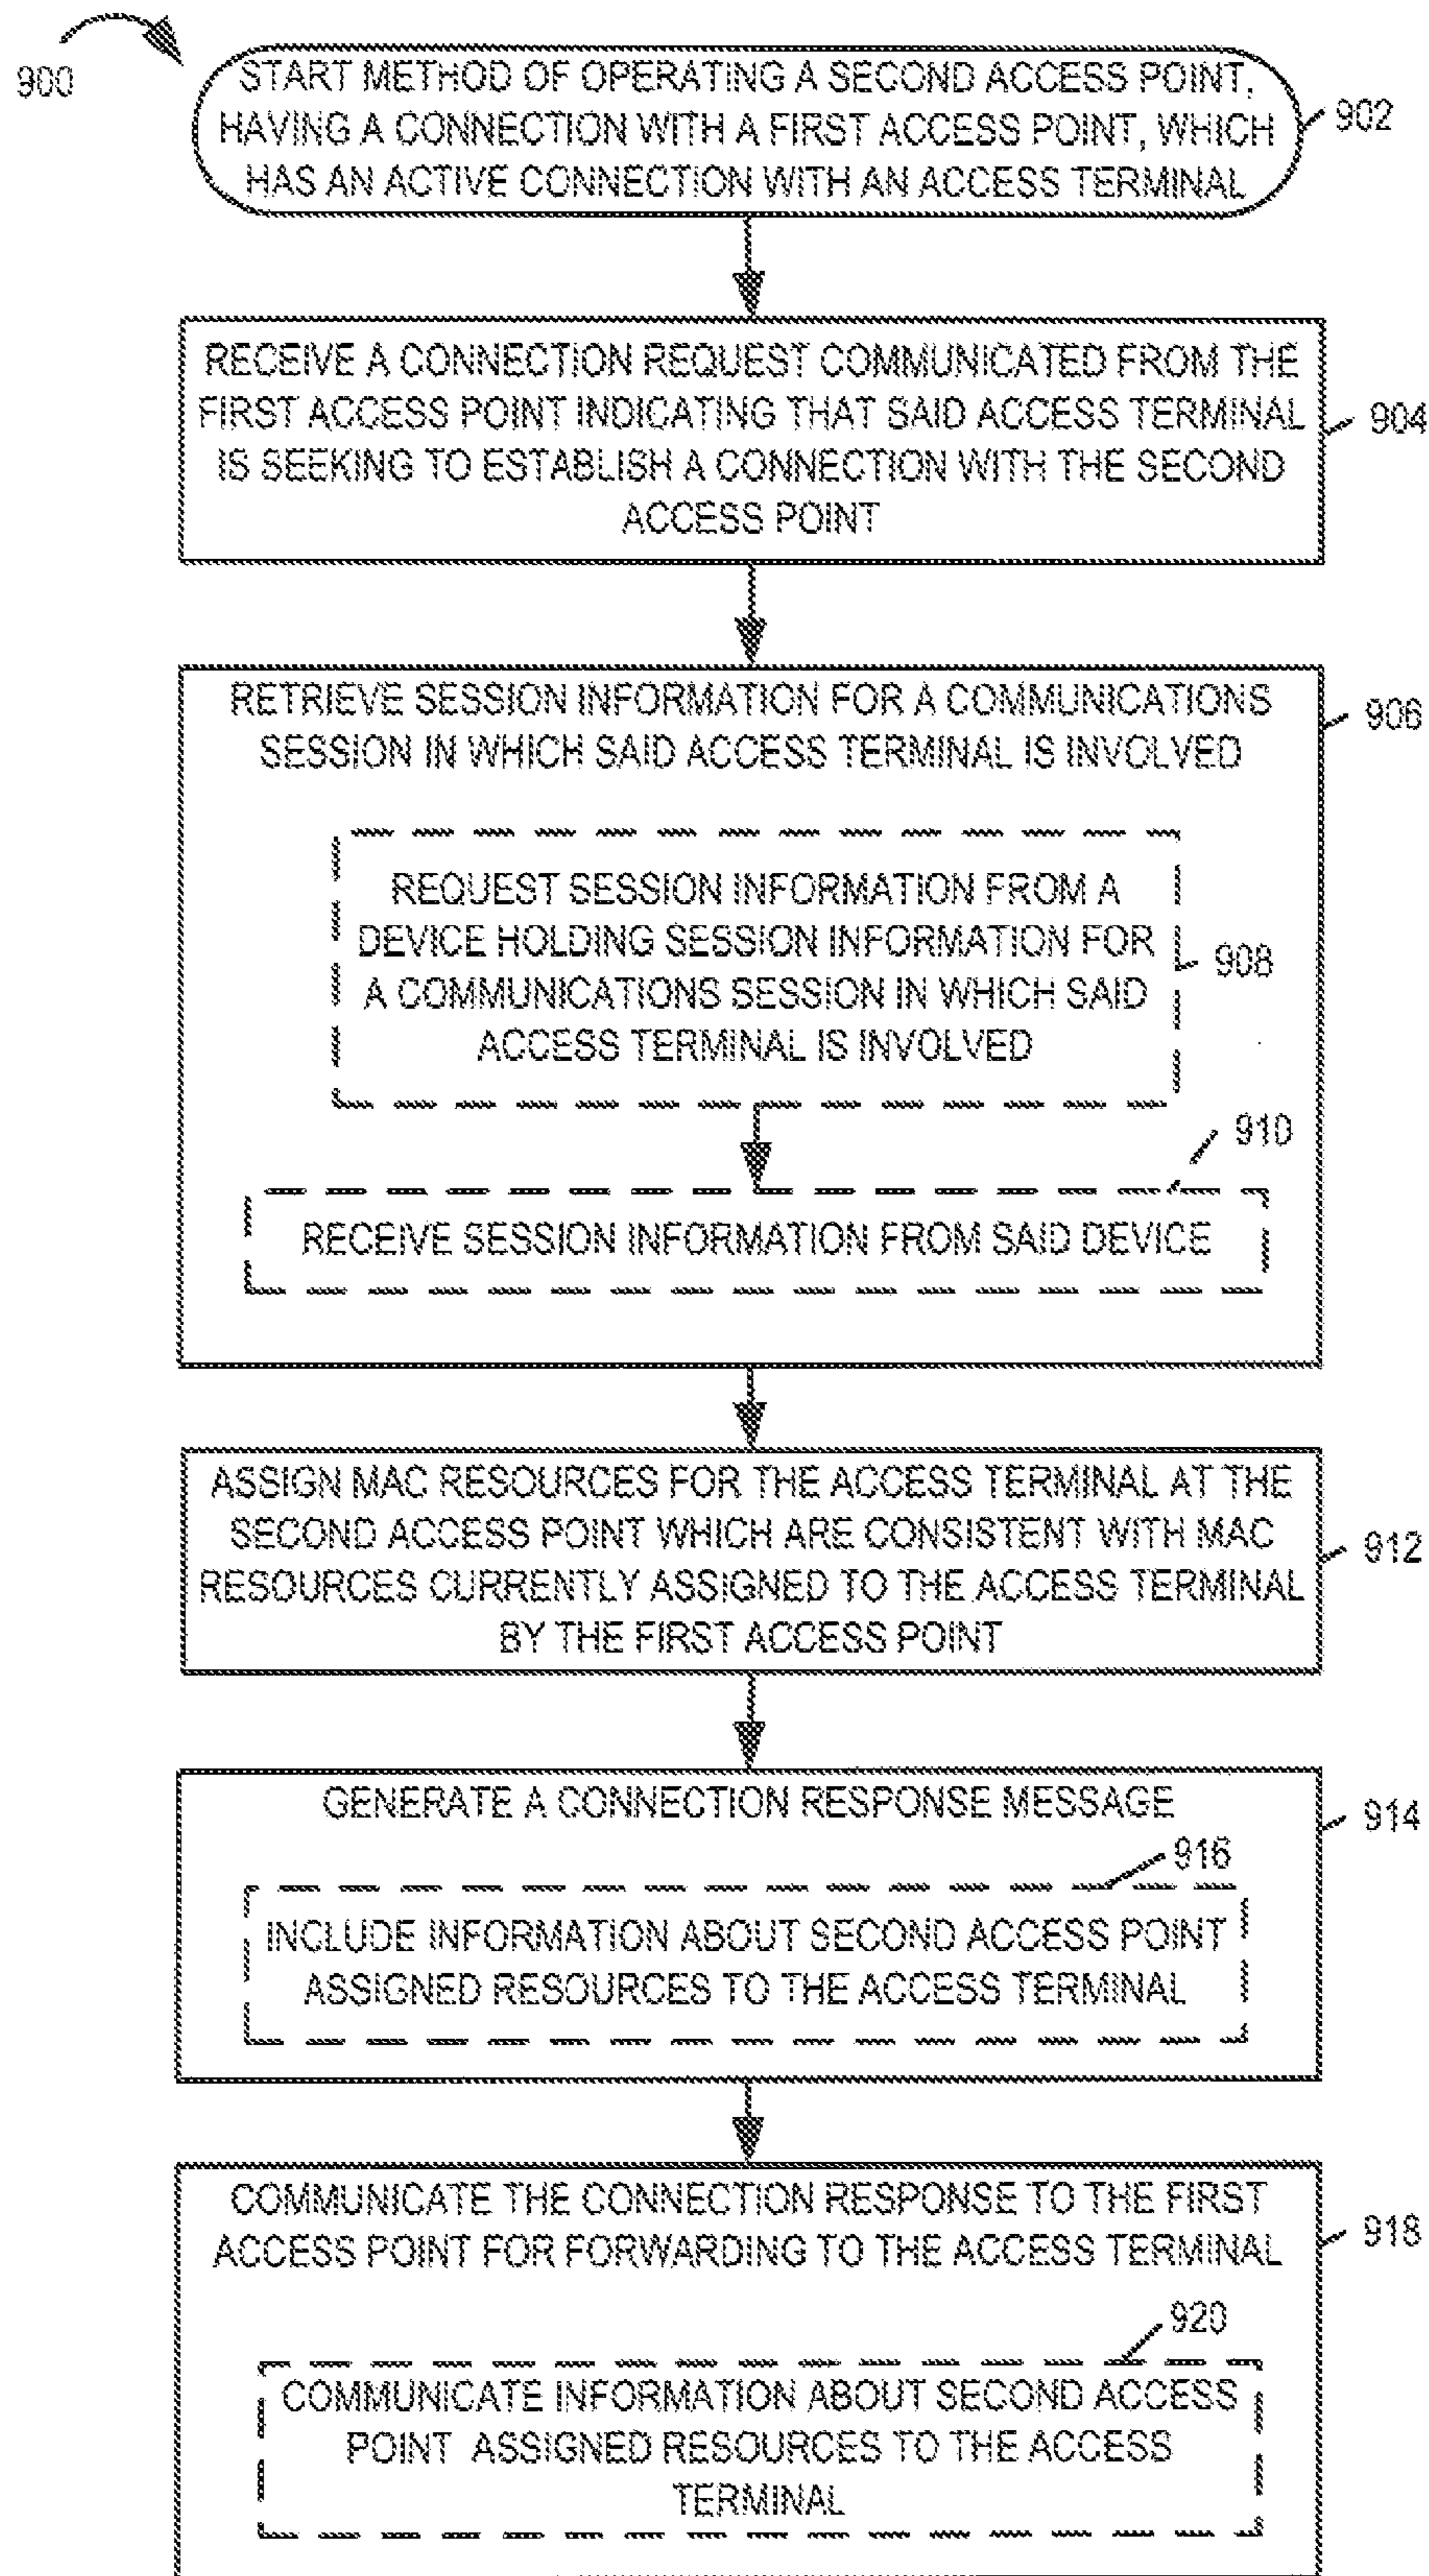 900
START METHOD OF OPERATING A SECOND ACCESS POINT,
HAVING A CONNECTION WITH A FIRST ACCESS POINT, WHICH
HAS AN ACTIVE CONNECTION WITH AN ACCESS TERMINAL
902
RECEIVE A CONNECTION REQUEST COMMUNICATED FROM THE
FIRST ACCESS POINT INDICATING THAT SAID ACCESS TERMINAL
IS SEEKING TO ESTABLISH A CONNECTION WITH THE SECOND
ACCESS POINT
904
RETRIEVE SESSION INFORMATION FOR A COMMUNICATIONS
SESSION IN WHICH SAID ACCESS TERMINAL IS INVOLVED
906
REQUEST SESSION INFORMATION FROM A
DEVICE HOLDING SESSION INFORMATION FOR
A COMMUNICATIONS SESSION IN WHICH SAID
ACCESS TERMINAL IS INVOLVED
908
910
RECEIVE SESSION INFORMATION FROM SAID DEVICE
ASSIGN MAC RESOURCES FOR THE ACCESS TERMINAL AT THE
SECOND ACCESS POINT WHICH ARE CONSISTENT WITH MAC
RESOURCES CURRENTLY ASSIGNED TO THE ACCESS TERMINAL
BY THE FIRST ACCESS POINT
912
GENERATE A CONNECTION RESPONSE MESSAGE
914
916
INCLUDE INFORMATION ABOUT SECOND ACCESS POINT
ASSIGNED RESOURCES TO THE ACCESS TERMINAL
COMMUNICATE THE CONNECTION RESPONSE TO THE FIRST
ACCESS POINT FOR FORWARDING TO THE ACCESS TERMINAL
918
920
COMMUNICATE INFORMATION ABOUT SECOND ACCESS
POINT ASSIGNED RESOURCES TO THE ACCESS
TERMINAL